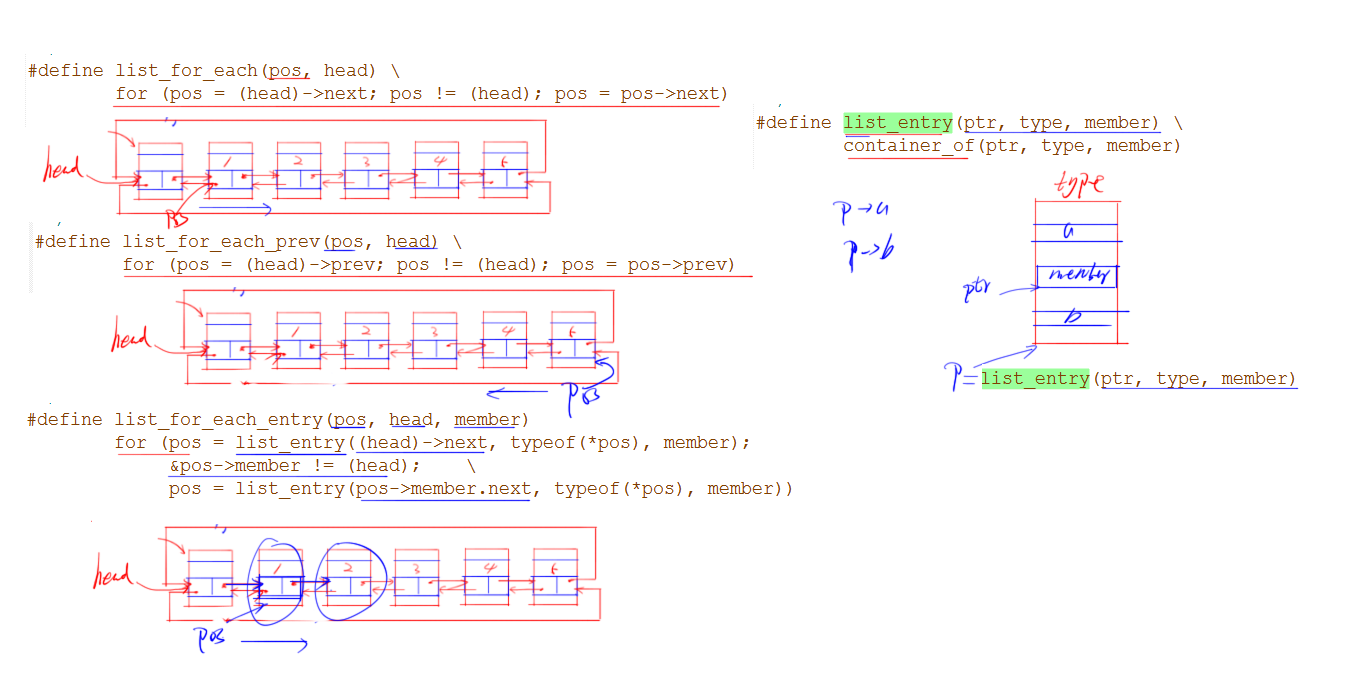 #define list_for_each(pos, head) \
for (pos = (head)->next; pos != (head); pos = pos->next)
head
1 2 3 4 5
pos
#define list_for_each_prev(pos, head) \
for (pos = (head)->prev; pos != (head); pos = pos->prev)
head
1 2 3 4 5
pos
#define list_for_each_entry(pos, head, member)
for (pos = list_entry((head)->next, typeof(*pos), member);
&pos->member != (head); \
pos = list_entry(pos->member.next, typeof(*pos), member))
head
1 2 3 4 5
pos
#define list_entry(ptr, type, member) \
container_of(ptr, type, member)
type
p->a
a
p->b
member
ptr
b
p=list_entry(ptr, type, member)